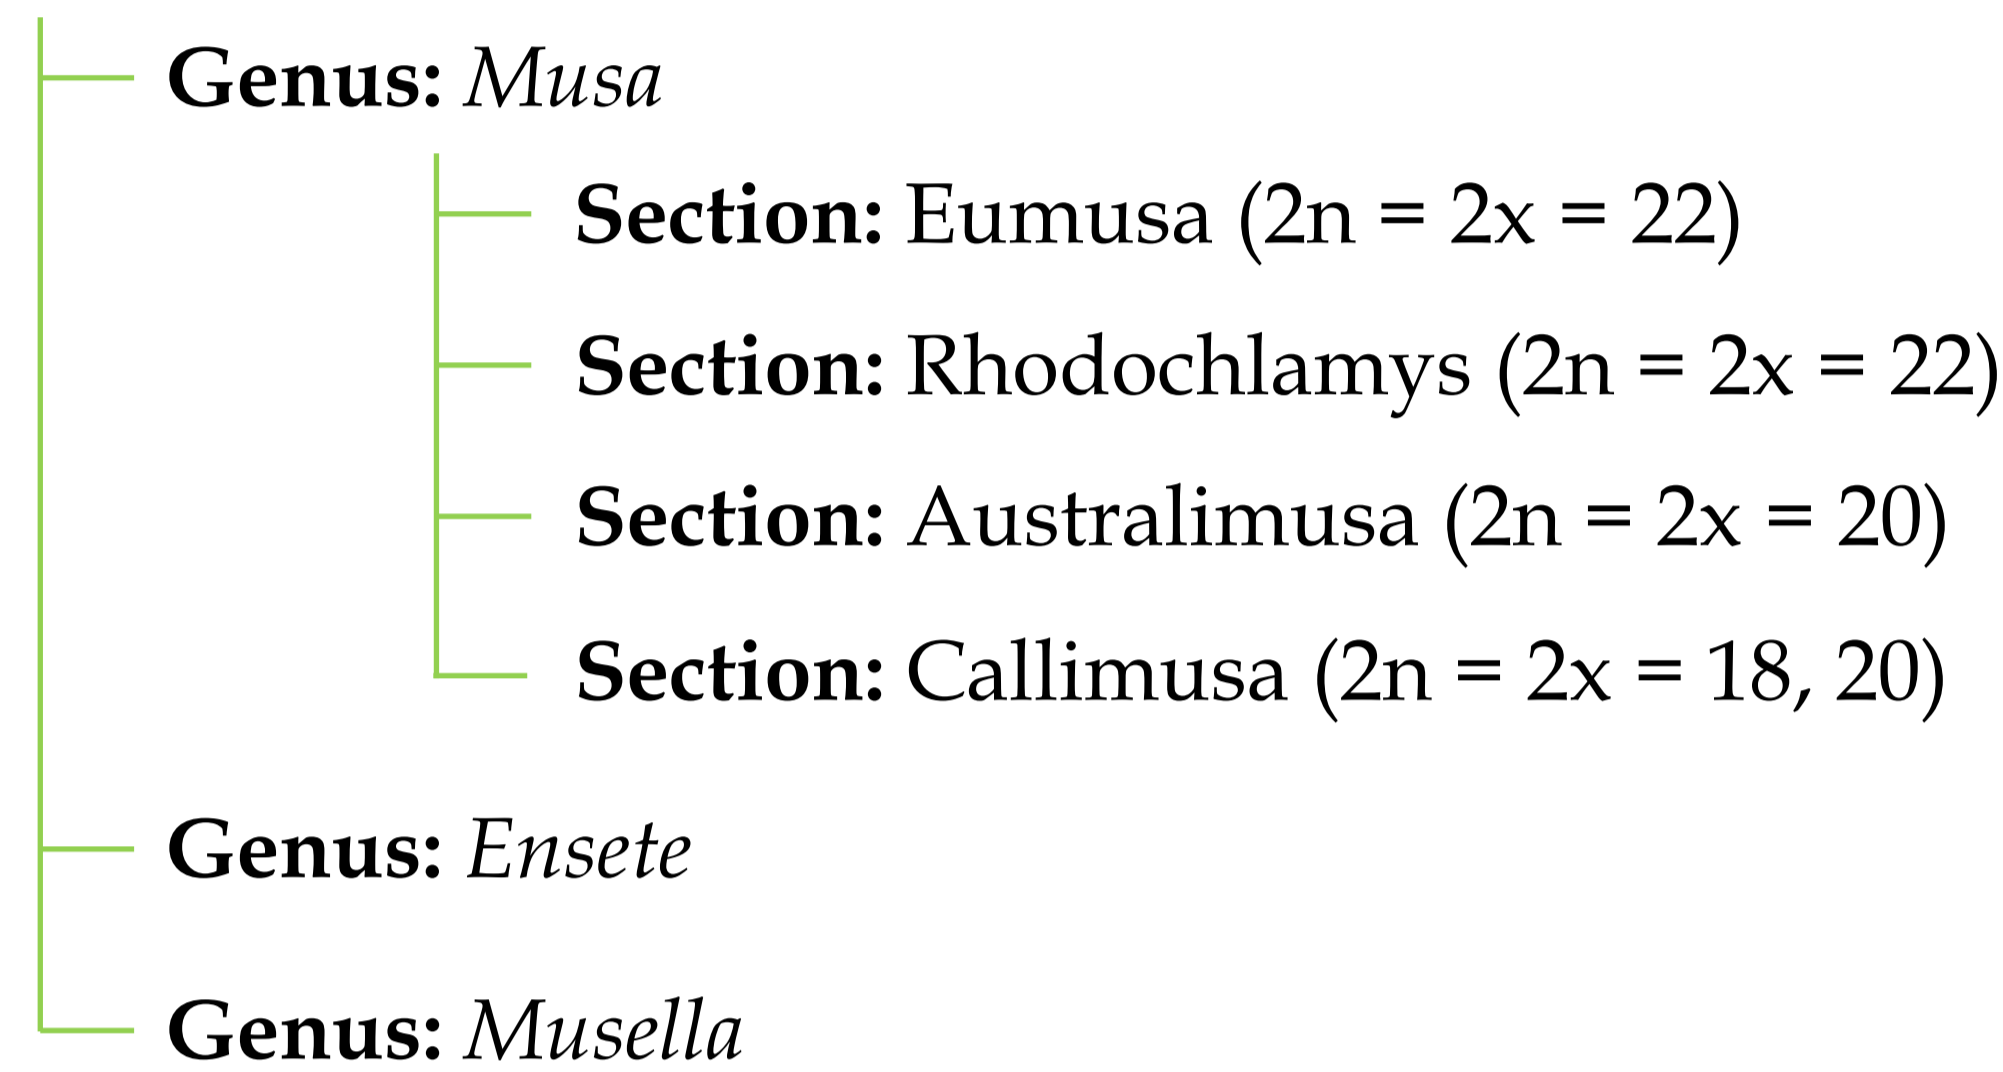 Genus: Musa
Section: Eumusa (2n = 2x = 22)
Section: Rhodochlamys (2n = 2x = 22)
Section: Australimusa (2n = 2x = 20)
Section: Callimusa (2n = 2x = 18, 20)
Genus: Ensete
Genus: Musella